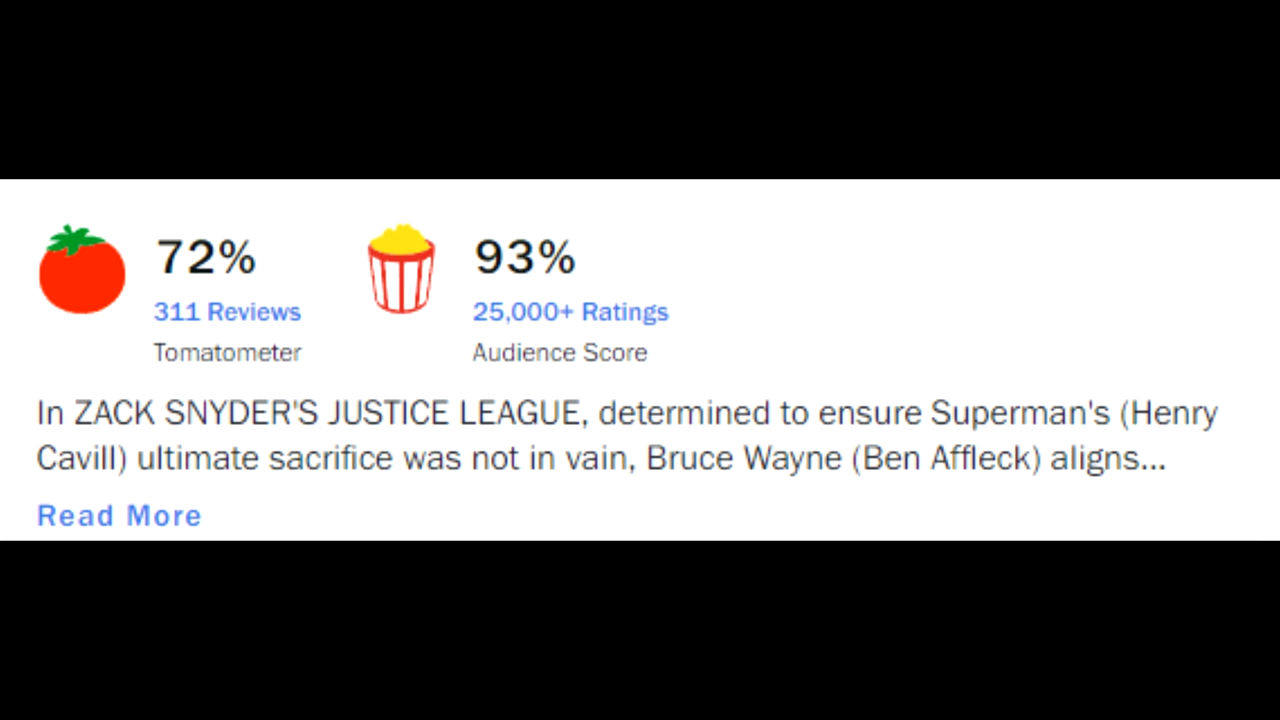 72%
93%
311 Reviews
25,000+ Ratings
Tomatometer
Audience Score
In ZACK SNYDER'S JUSTICE LEAGUE, determined to ensure Superman's (Henry
Cavill) ultimate sacrifice was not in vain, Bruce Wayne (Ben Affleck) aligns...
Read More